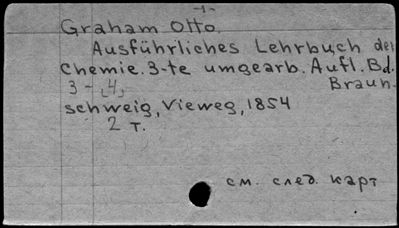 -1-
Graham Otto.
Ausführliches Lehrbuch der
Chemie. 3-te umgearb. Aufl. Bd.
3 - 4, Braun-
schweig, Vieweg, 1854
2 т.
см. след. карт